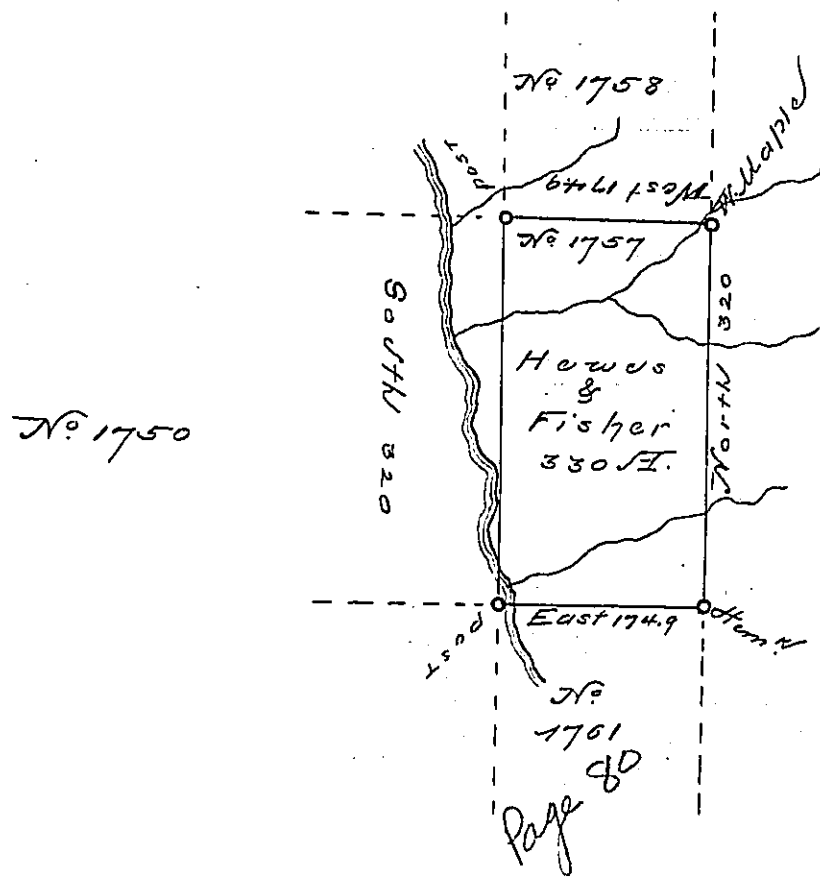 No 1758
H. Maple
post
West 174.9
No 1757
North 320
South 320
Hewes
&
Fisher
330 A.
No 1750
East 174.9
post
Hem.
No
1761
Page 80